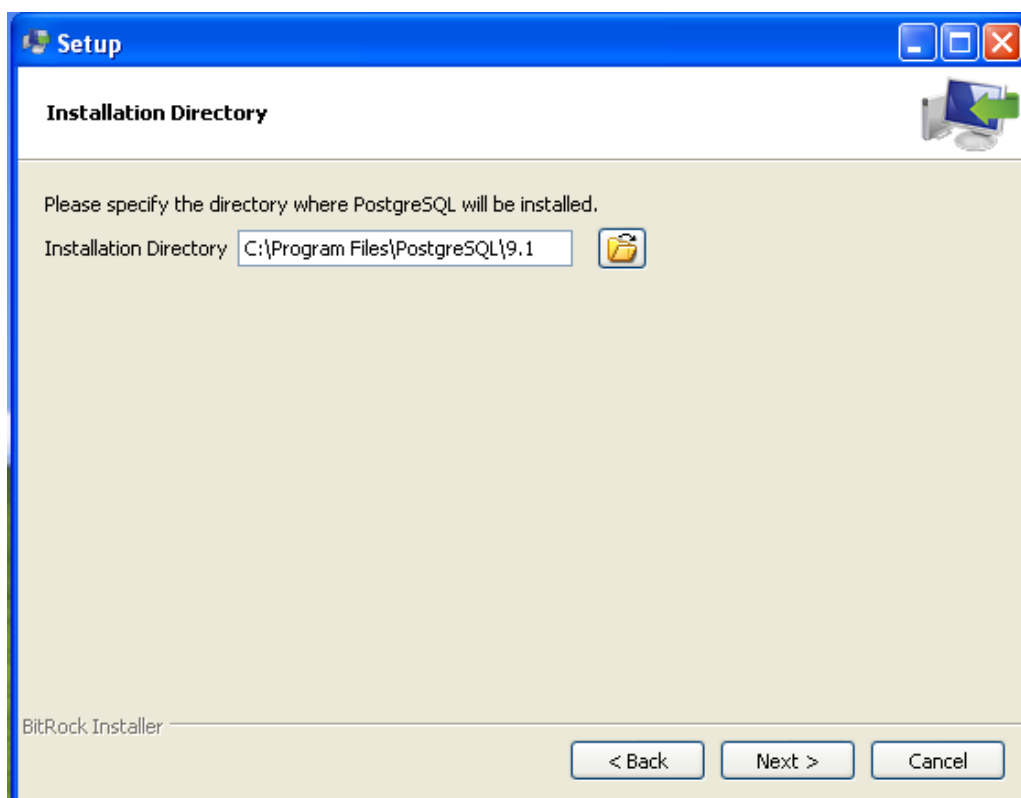 Setup
Installation Directory
Please specify the directory where PostgreSQL will be installed.
Installation Directory C:\Program Files\PostgreSQL\9.1
BitRock Installer
< Back Next > Cancel